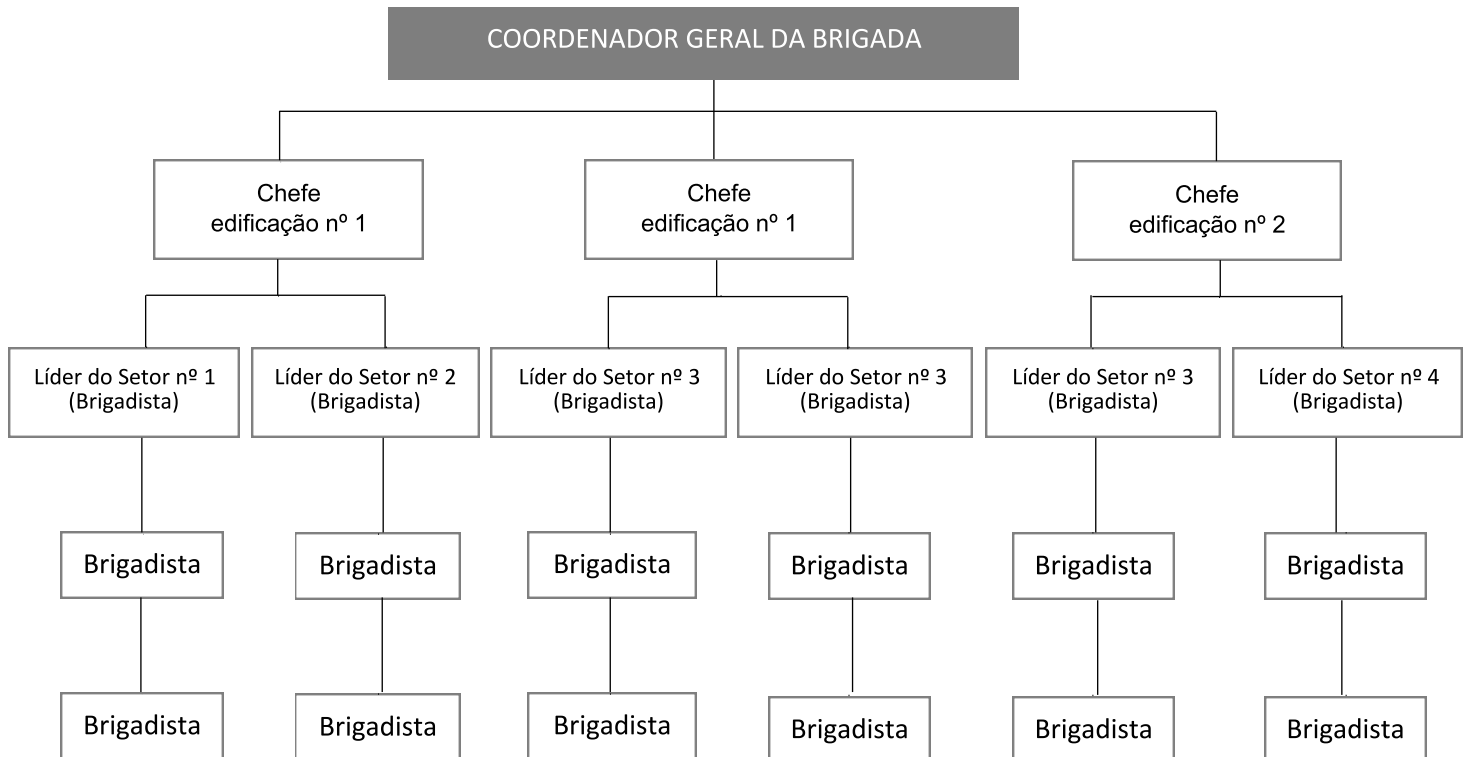 COORDENADOR GERAL DA BRIGADA
Chefe
edificação nº 1
Chefe
edificação nº 1
Chefe
edificação nº 2
Líder do Setor nº 1
(Brigadista)
Líder do Setor nº 2
(Brigadista)
Líder do Setor nº 3
(Brigadista)
Líder do Setor nº 3
(Brigadista)
Líder do Setor nº 3
(Brigadista)
Líder do Setor nº 4
(Brigadista)
Brigadista
Brigadista
Brigadista
Brigadista
Brigadista
Brigadista
Brigadista
Brigadista
Brigadista
Brigadista
Brigadista
Brigadista